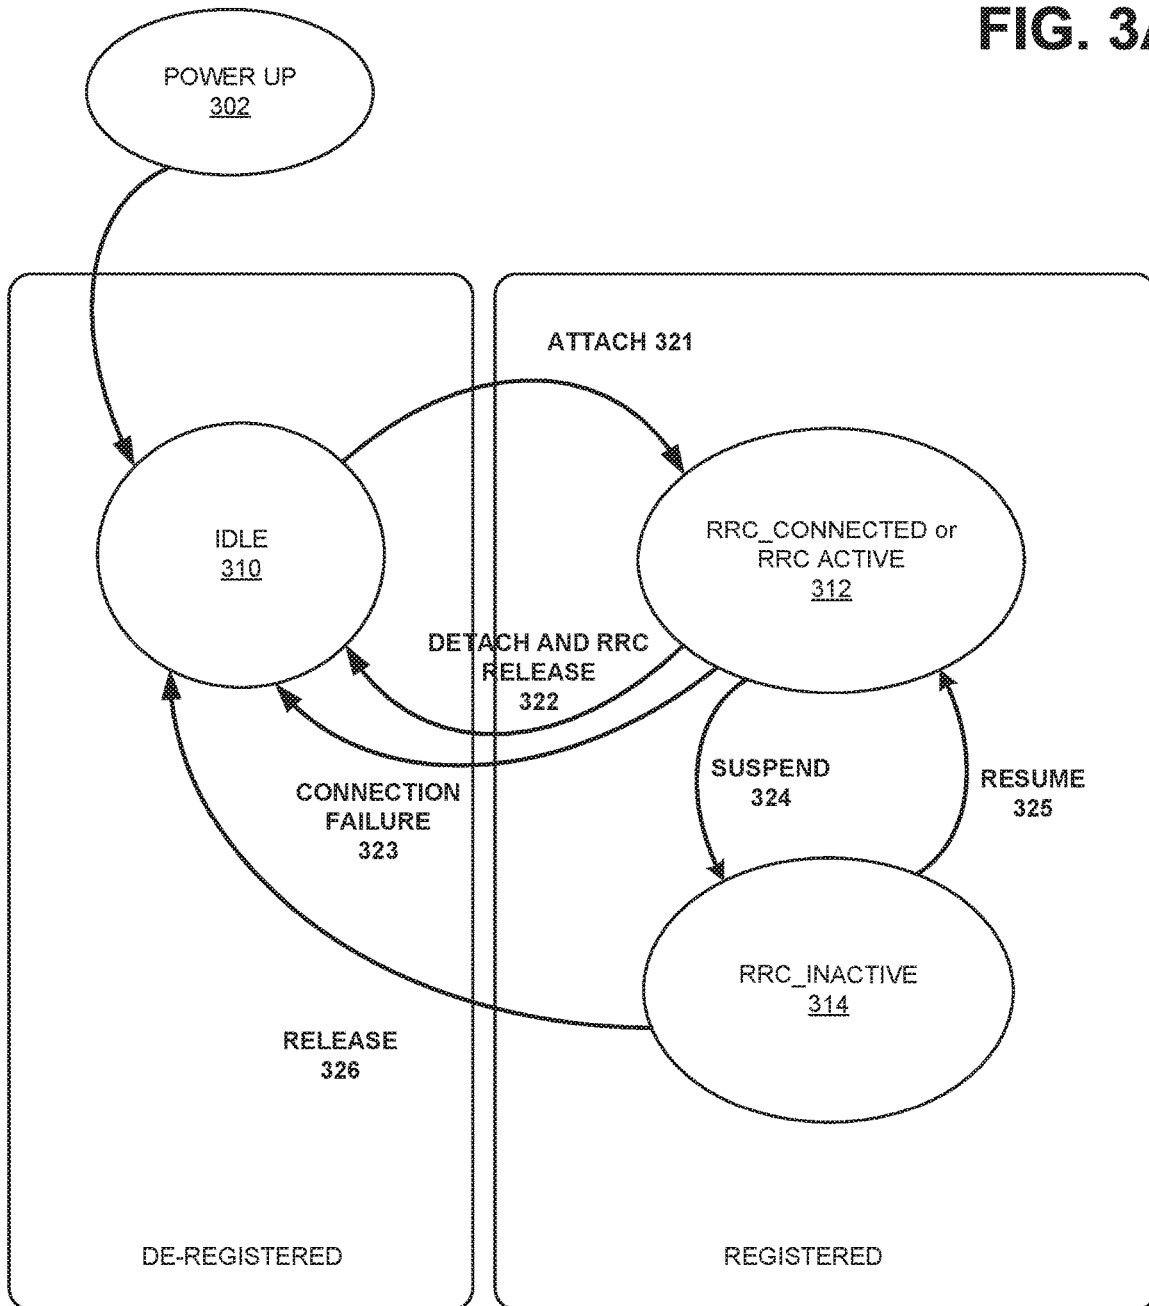 FIG. 3A
POWER UP
302
ATTACH 321
IDLE
310
RRC_CONNECTED or
RRC ACTIVE
312
DETACH AND RRC
RELEASE
322
CONNECTION
FAILURE
323
SUSPEND
324
RESUME
325
RRC_INACTIVE
314
RELEASE
326
DE-REGISTERED
REGISTERED